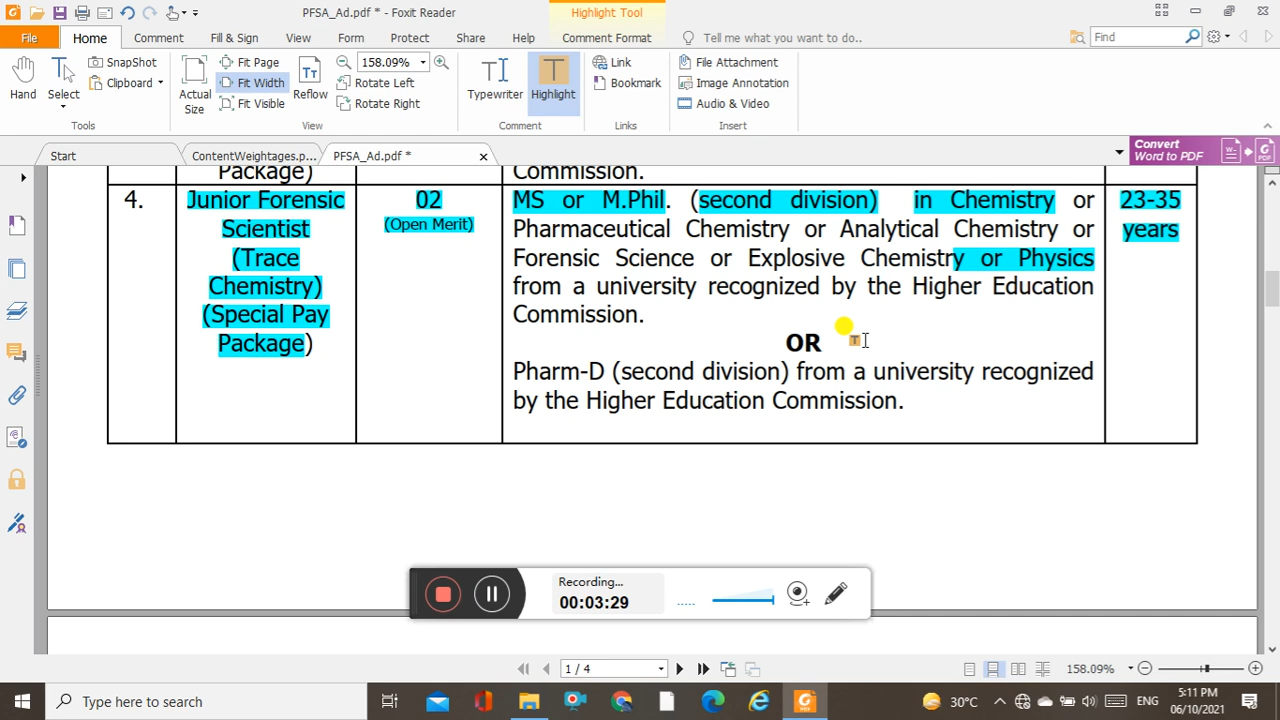 PFSA_Ad.pdf * - Foxit Reader
Highlight Tool
File
Home
Comment
Fill & Sign
View
Form
Protect
Share
Help
Comment Format
Tell me what you want to do..
Find
Hand
Select
SnapShot
Clipboard
Tools
Actual Size
Fit Page
Fit Width
Fit Visible
Reflow
158.09%
Rotate Left
Rotate Right
View
Typewriter
Highlight
Comment
Link
Bookmark
Links
File Attachment
Image Annotation
Audio & Video
Insert
Start
ContentWeightages.p...
PFSA_Ad.pdf *
Convert
Word to PDF
Package)
Commission.
4.
Junior Forensic
Scientist
(Trace
Chemistry)
(Special Pay
Package)
02
(Open Merit)
MS or M.Phil. (second division) in Chemistry or
Pharmaceutical Chemistry or Analytical Chemistry or
Forensic Science or Explosive Chemistry or Physics
from a university recognized by the Higher Education
Commission.
OR
Pharm-D (second division) from a university recognized
by the Higher Education Commission.
23-35
years
Recording...
00:03:29
1 / 4
158.09%
Type here to search
30°C
ENG
5:11 PM
06/10/2021